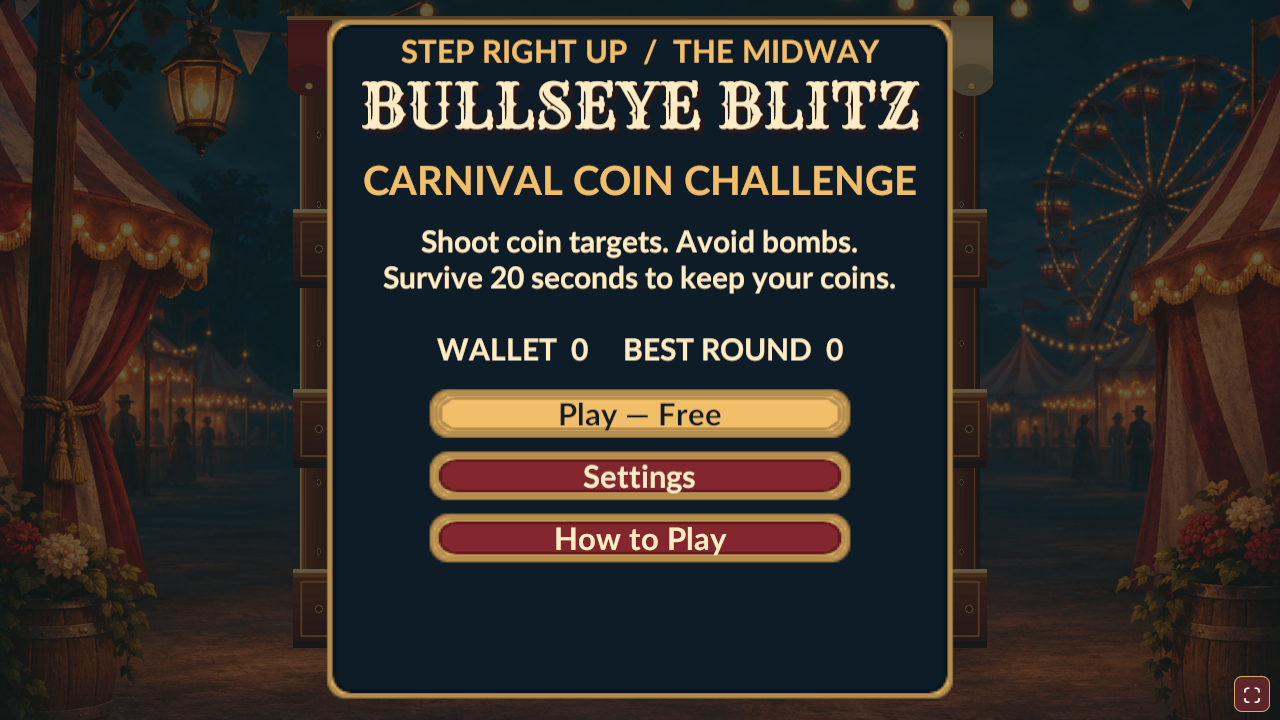 STEP RIGHT UP / THE MIDWAY
BULLSEYE BLITZ
CARNIVAL COIN CHALLENGE
Shoot coin targets. Avoid bombs.
Survive 20 seconds to keep your coins.
WALLET 0 BEST ROUND 0
Play — Free
Settings
How to Play